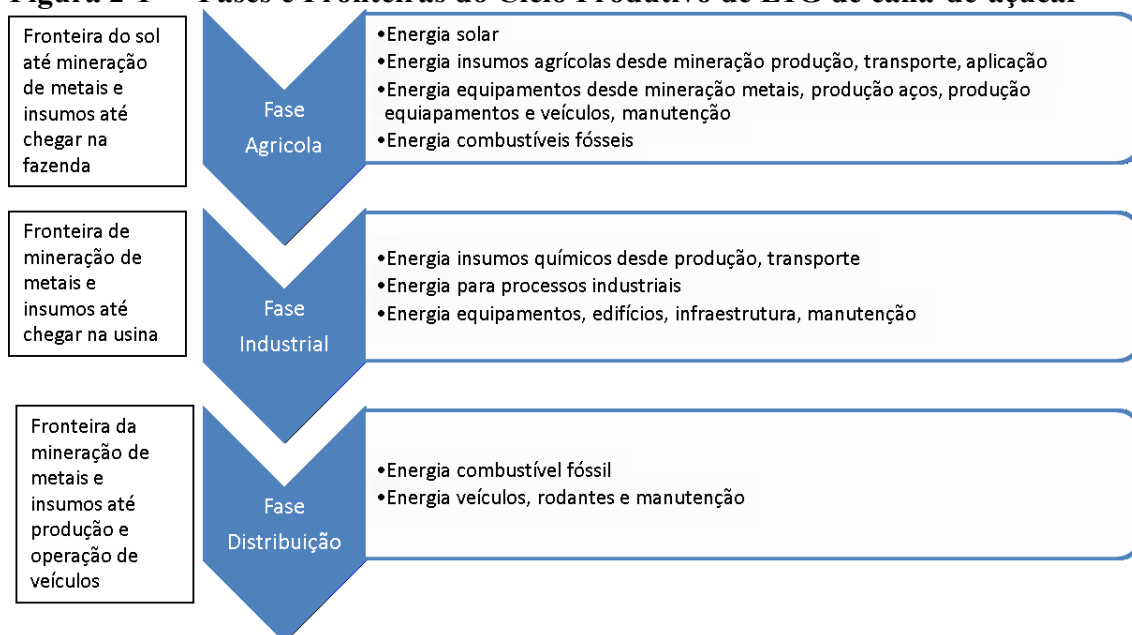 Figura 2-1 Fases e Fronteiras do Ciclo Produtivo de E1G de cana-de-açúcar
Fronteira do sol
até mineração
de metais e
insumos até
chegar na
fazenda
Fase
Agricola
•Energia solar
•Energia insumos agrícolas desde mineração produção, transporte, aplicação
•Energia equipamentos desde mineração metais, produção aços, produção
equiapamentos e veículos, manutenção
•Energia combustíveis fósseis
Fronteira de
mineração de
metais e
insumos até
chegar na usina
Fase
Industrial
•Energia insumos químicos desde produção, transporte
•Energia para processos industriais
•Energia equipamentos, edifícios, infraestrutura, manutenção
Fronteira da
mineração de
metais e
insumos até
produção e
operação de
veículos
Fase
Distribuição
•Energia combustível fóssil
•Energia veículos, rodantes e manutenção